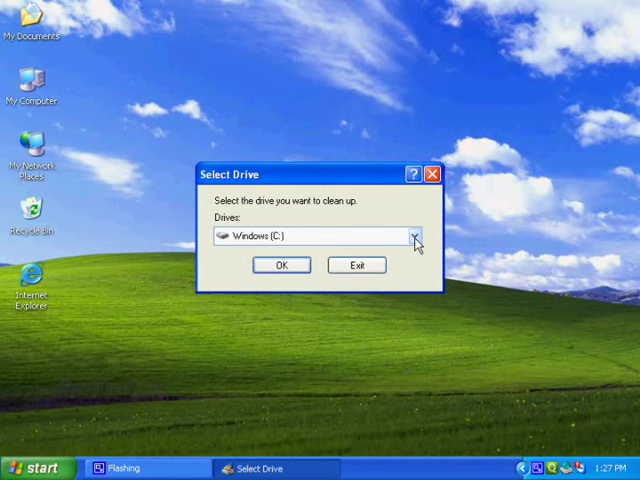 My Documents
My Computer
My Network
Places
Recycle Bin
Internet
Explorer
Select Drive
?
Select the drive you want to clean up.
Drives:
Windows (C:)
OK
Exit
start
Flashing
Select Drive
1:27 PM